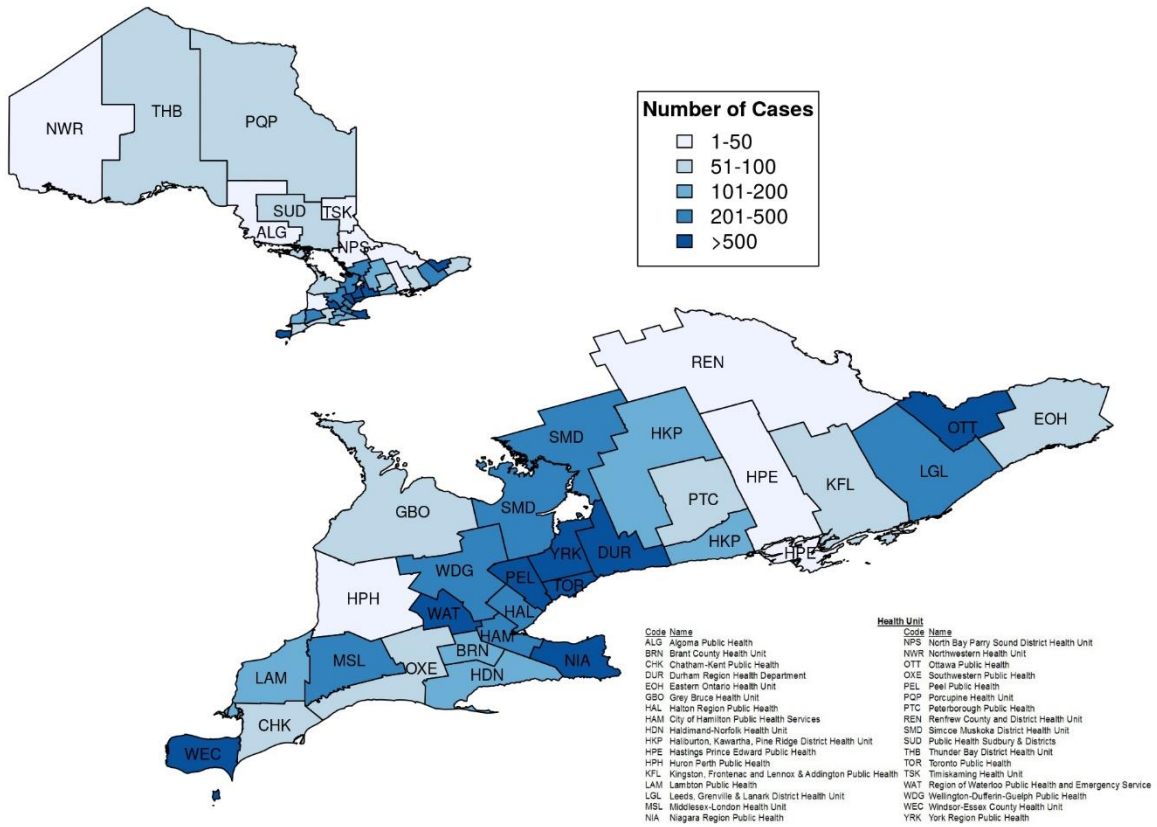 NWR
THB
PQP
SUD
TSK
ALG
NPS
Number of Cases
1-50
51-100
101-200
201-500
>500
REN
SMD
HKP
OTT
EOH
LGL
HPE
KFL
PTC
GBO
SMD
HKP
YRK
DUR
HPE
WDG
PEL
TOR
HPH
WAT
HAL
HAM
MSL
OXE
BRN
NIA
LAM
HDN
CHK
WEC
Health Unit
Code Name
ALG Algoma Public Health
BRN Brant County Health Unit
CHK Chatham-Kent Public Health
DUR Durham Region Health Department
EOH Eastern Ontario Health Unit
GBO Grey Bruce Health Unit
HAL Halton Region Public Health
HAM City of Hamilton Public Health Services
HDN Haldimand-Norfolk Health Unit
HKP Haliburton, Kawartha, Pine Ridge District Health Unit
HPE Hastings Prince Edward Public Health
HPH Huron Perth Public Health
KFL Kingston, Frontenac and Lennox & Addington Public Health
LAM Lambton Public Health
LGL Leeds, Grenville & Lanark District Health Unit
MSL Middlesex-London Health Unit
NIA Niagara Region Public Health
Code Name
NPS North Bay Parry Sound District Health Unit
NWR Northwestern Health Unit
OTT Ottawa Public Health
OXE Southwestern Public Health
PEL Peel Public Health
PQP Porcupine Health Unit
PTC Peterborough Public Health
REN Renfrew County and District Health Unit
SMD Simcoe Muskoka District Health Unit
SUD Public Health Sudbury & Districts
THB Thunder Bay District Health Unit
TOR Toronto Public Health
TSK Timiskaming Health Unit
WAT Region of Waterloo Public Health and Emergency Service
WDG Wellington-Dufferin-Guelph Public Health
WEC Windsor-Essex County Health Unit
YRK York Region Public Health